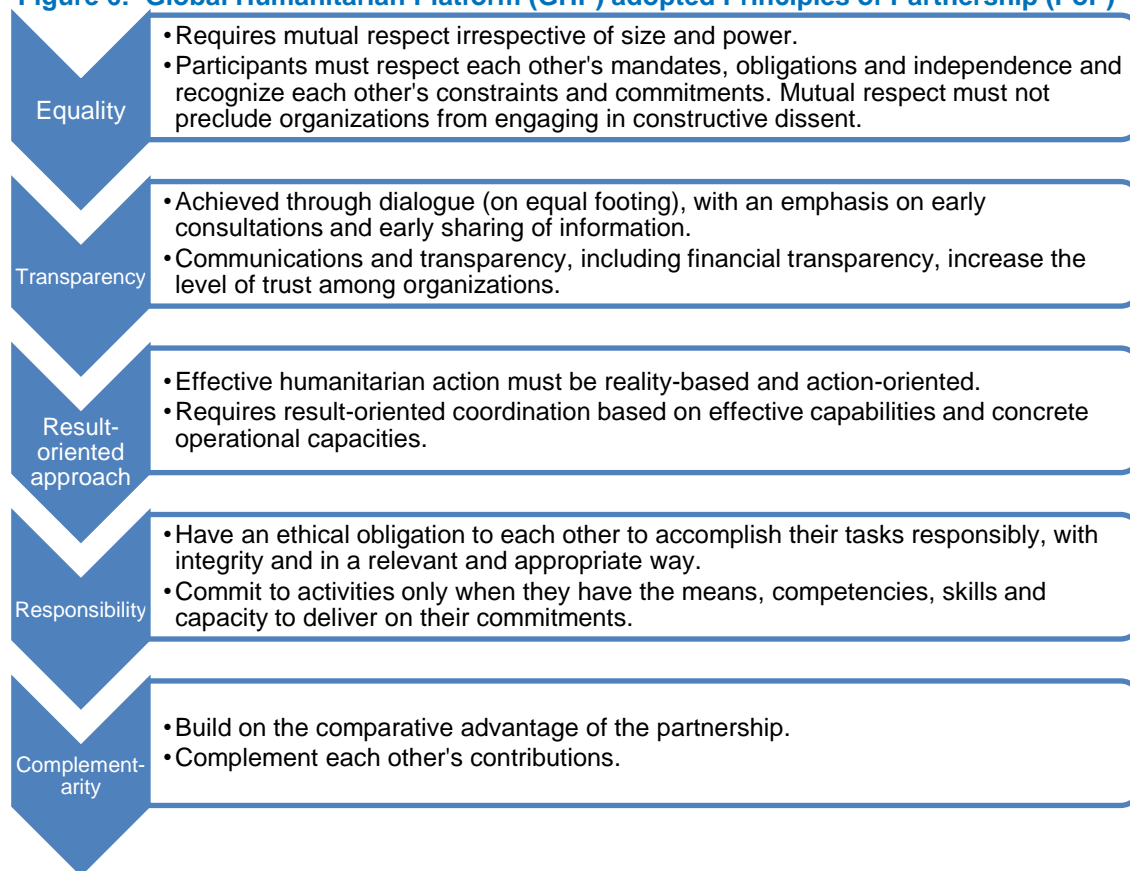 Figure 6: Global Humanitarian Platform (GHP) adopted Principles of Partnership (PoP)
Equality
•Requires mutual respect irrespective of size and power.
•Participants must respect each other's mandates, obligations and independence and
recognize each other's constraints and commitments. Mutual respect must not
preclude organizations from engaging in constructive dissent.
Transparency
•Achieved through dialogue (on equal footing), with an emphasis on early
consultations and early sharing of information.
•Communications and transparency, including financial transparency, increase the
level of trust among organizations.
Result-
oriented
approach
•Effective humanitarian action must be reality-based and action-oriented.
•Requires result-oriented coordination based on effective capabilities and concrete
operational capacities.
Responsibility
•Have an ethical obligation to each other to accomplish their tasks responsibly, with
integrity and in a relevant and appropriate way.
•Commit to activities only when they have the means, competencies, skills and
capacity to deliver on their commitments.
Complement-
arity
•Build on the comparative advantage of the partnership.
•Complement each other's contributions.